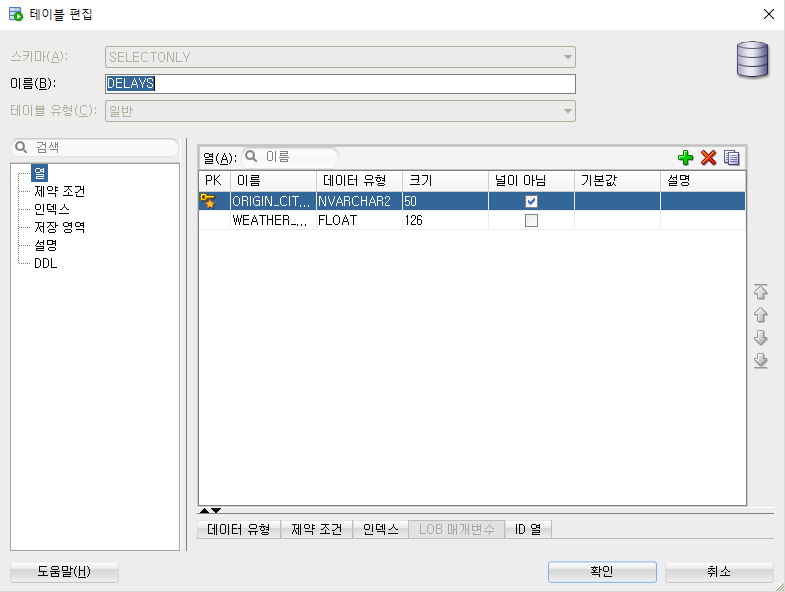 테이블 편집
스키마(A): SELECTONLY
이름(B): DELAYS
테이블 유형(C): 일반
검색
열
제약 조건
인덱스
저장 영역
설명
DDL
열(A): 이름
PK 이름 데이터 유형 크기 널이 아님 기본값 설명
ORIGIN_CIT... NVARCHAR2 50
WEATHER_... FLOAT 126
데이터 유형 제약 조건 인덱스 LOB 매개변수 ID 열
도움말(H) 확인 취소